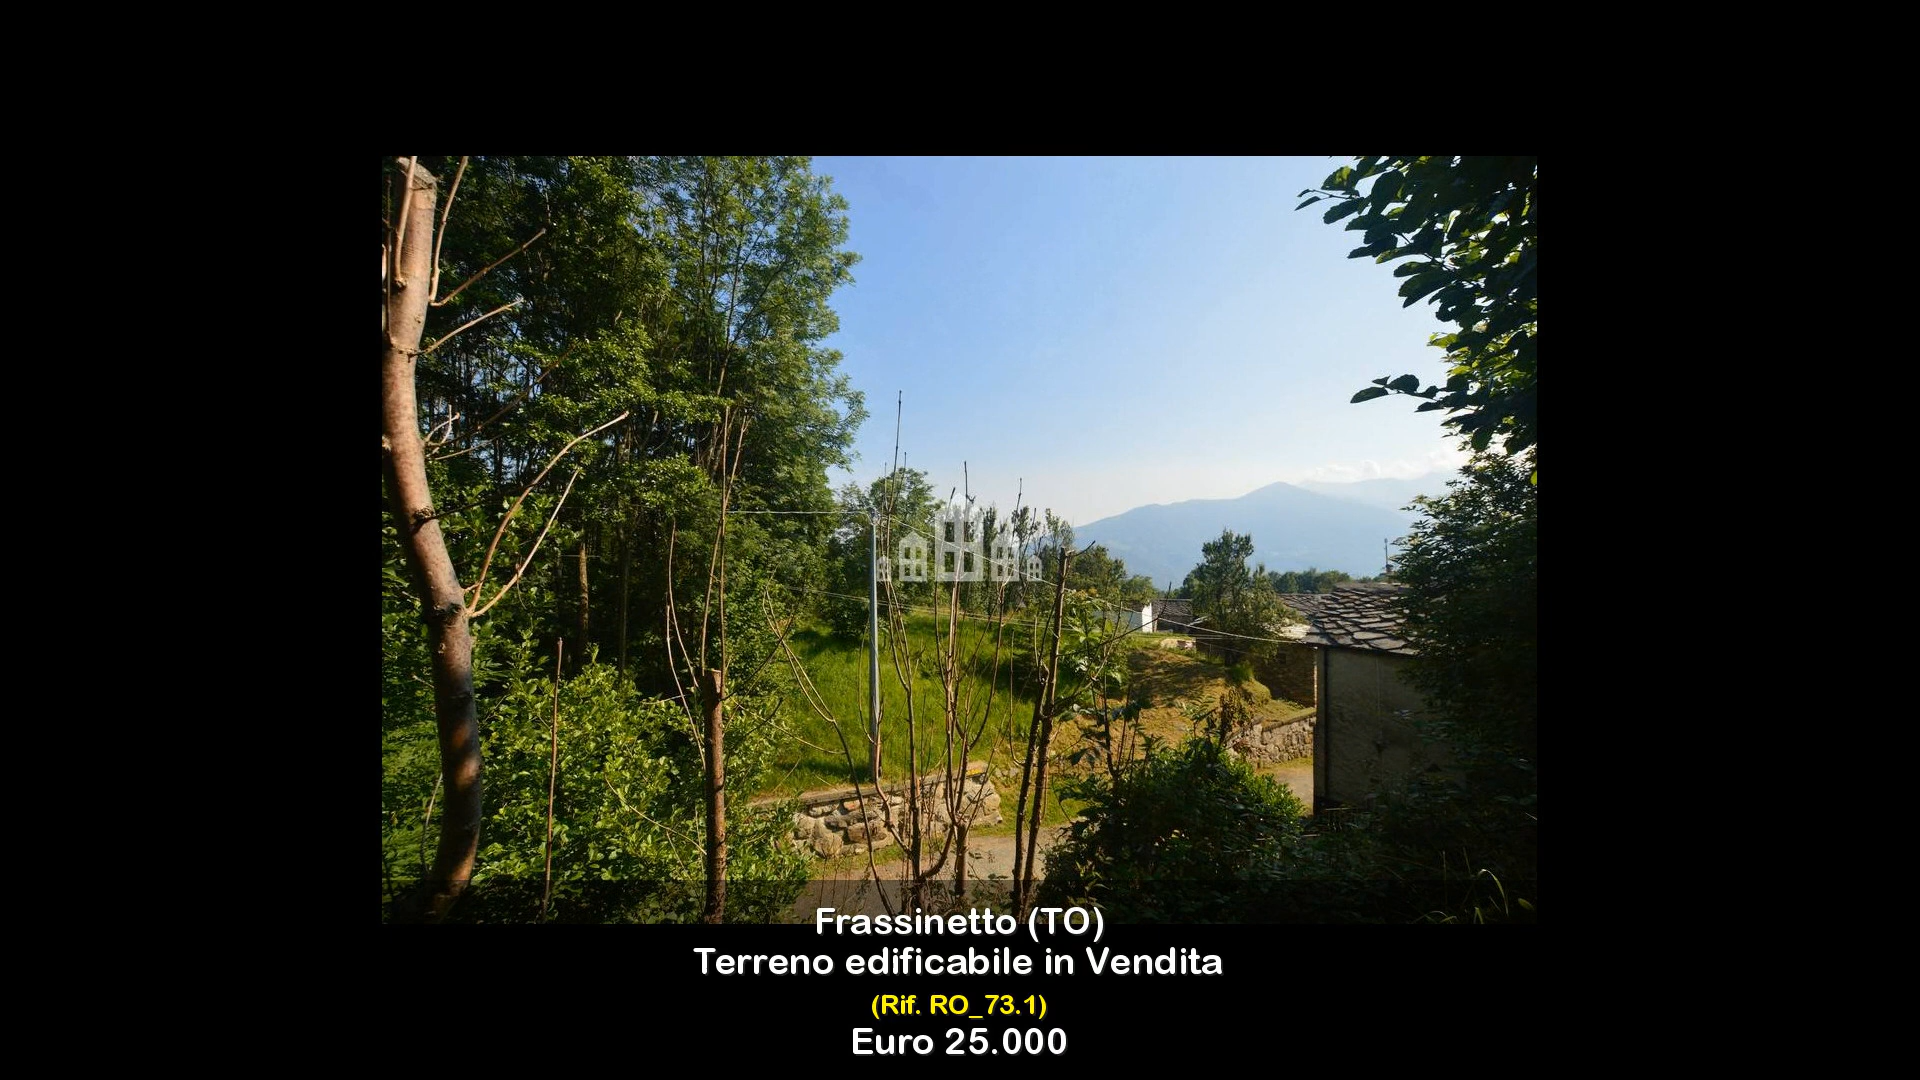 Frassinetto (TO)
Terreno edificabile in Vendita
(Rif. RO_73.1)
Euro 25.000